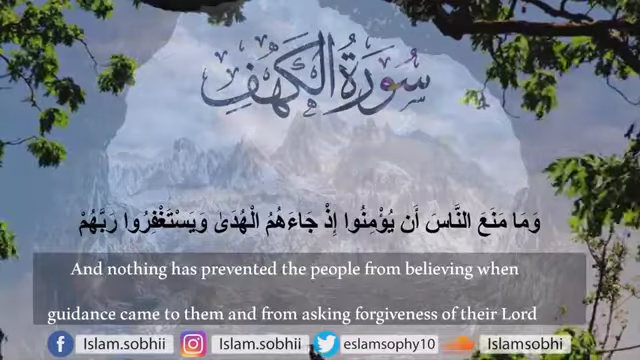 سورة الكهف
وَمَا مَنَعَ النَّاسَ أَن يُؤْمِنُوا إِذْ جَاءَهُمُ الْهُدَىٰ وَيَسْتَغْفِرُوا رَبَّهُمْ
And nothing has prevented the people from believing when
guidance came to them and from asking forgiveness of their Lord
Islam.sobhii Islam.sobhii eslamsophy10 Islamsobhi